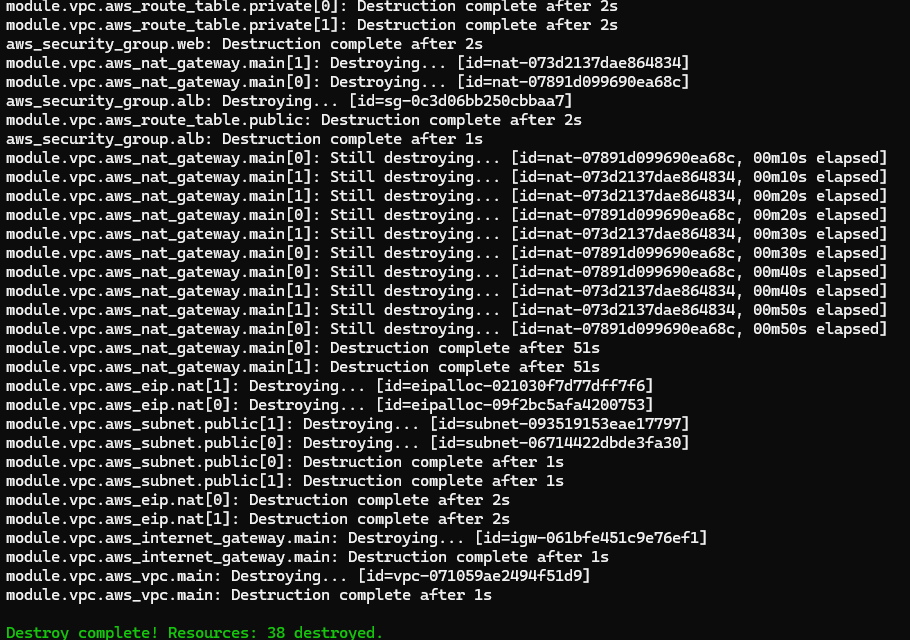 module.vpc.aws_route_table.private[0]: Destruction complete after 2s
module.vpc.aws_route_table.private[1]: Destruction complete after 2s
aws_security_group.web: Destruction complete after 2s
module.vpc.aws_nat_gateway.main[1]: Destroying... [id=nat-073d2137dae864834]
module.vpc.aws_nat_gateway.main[0]: Destroying... [id=nat-07891d099690ea68c]
aws_security_group.alb: Destroying... [id=sg-0c3d06bb250cbbaa7]
module.vpc.aws_route_table.public: Destruction complete after 2s
aws_security_group.alb: Destruction complete after 1s
module.vpc.aws_nat_gateway.main[0]: Still destroying... [id=nat-07891d099690ea68c, 00m10s elapsed]
module.vpc.aws_nat_gateway.main[1]: Still destroying... [id=nat-073d2137dae864834, 00m10s elapsed]
module.vpc.aws_nat_gateway.main[1]: Still destroying... [id=nat-073d2137dae864834, 00m20s elapsed]
module.vpc.aws_nat_gateway.main[0]: Still destroying... [id=nat-07891d099690ea68c, 00m20s elapsed]
module.vpc.aws_nat_gateway.main[1]: Still destroying... [id=nat-073d2137dae864834, 00m30s elapsed]
module.vpc.aws_nat_gateway.main[0]: Still destroying... [id=nat-07891d099690ea68c, 00m30s elapsed]
module.vpc.aws_nat_gateway.main[0]: Still destroying... [id=nat-07891d099690ea68c, 00m40s elapsed]
module.vpc.aws_nat_gateway.main[1]: Still destroying... [id=nat-073d2137dae864834, 00m40s elapsed]
module.vpc.aws_nat_gateway.main[1]: Still destroying... [id=nat-073d2137dae864834, 00m50s elapsed]
module.vpc.aws_nat_gateway.main[0]: Still destroying... [id=nat-07891d099690ea68c, 00m50s elapsed]
module.vpc.aws_nat_gateway.main[0]: Destruction complete after 51s
module.vpc.aws_nat_gateway.main[1]: Destruction complete after 51s
module.vpc.aws_eip.nat[1]: Destroying... [id=eipalloc-021030f7d77dff7f6]
module.vpc.aws_eip.nat[0]: Destroying... [id=eipalloc-09f2bc5afa4200753]
module.vpc.aws_subnet.public[1]: Destroying... [id=subnet-093519153eae17797]
module.vpc.aws_subnet.public[0]: Destroying... [id=subnet-06714422dbde3fa30]
module.vpc.aws_subnet.public[0]: Destruction complete after 1s
module.vpc.aws_subnet.public[1]: Destruction complete after 1s
module.vpc.aws_eip.nat[0]: Destruction complete after 2s
module.vpc.aws_eip.nat[1]: Destruction complete after 2s
module.vpc.aws_internet_gateway.main: Destroying... [id=igw-061bfe451c9e76ef1]
module.vpc.aws_internet_gateway.main: Destruction complete after 1s
module.vpc.aws_vpc.main: Destroying... [id=vpc-071059ae2494f51d9]
module.vpc.aws_vpc.main: Destruction complete after 1s
Destroy complete! Resources: 38 destroyed.